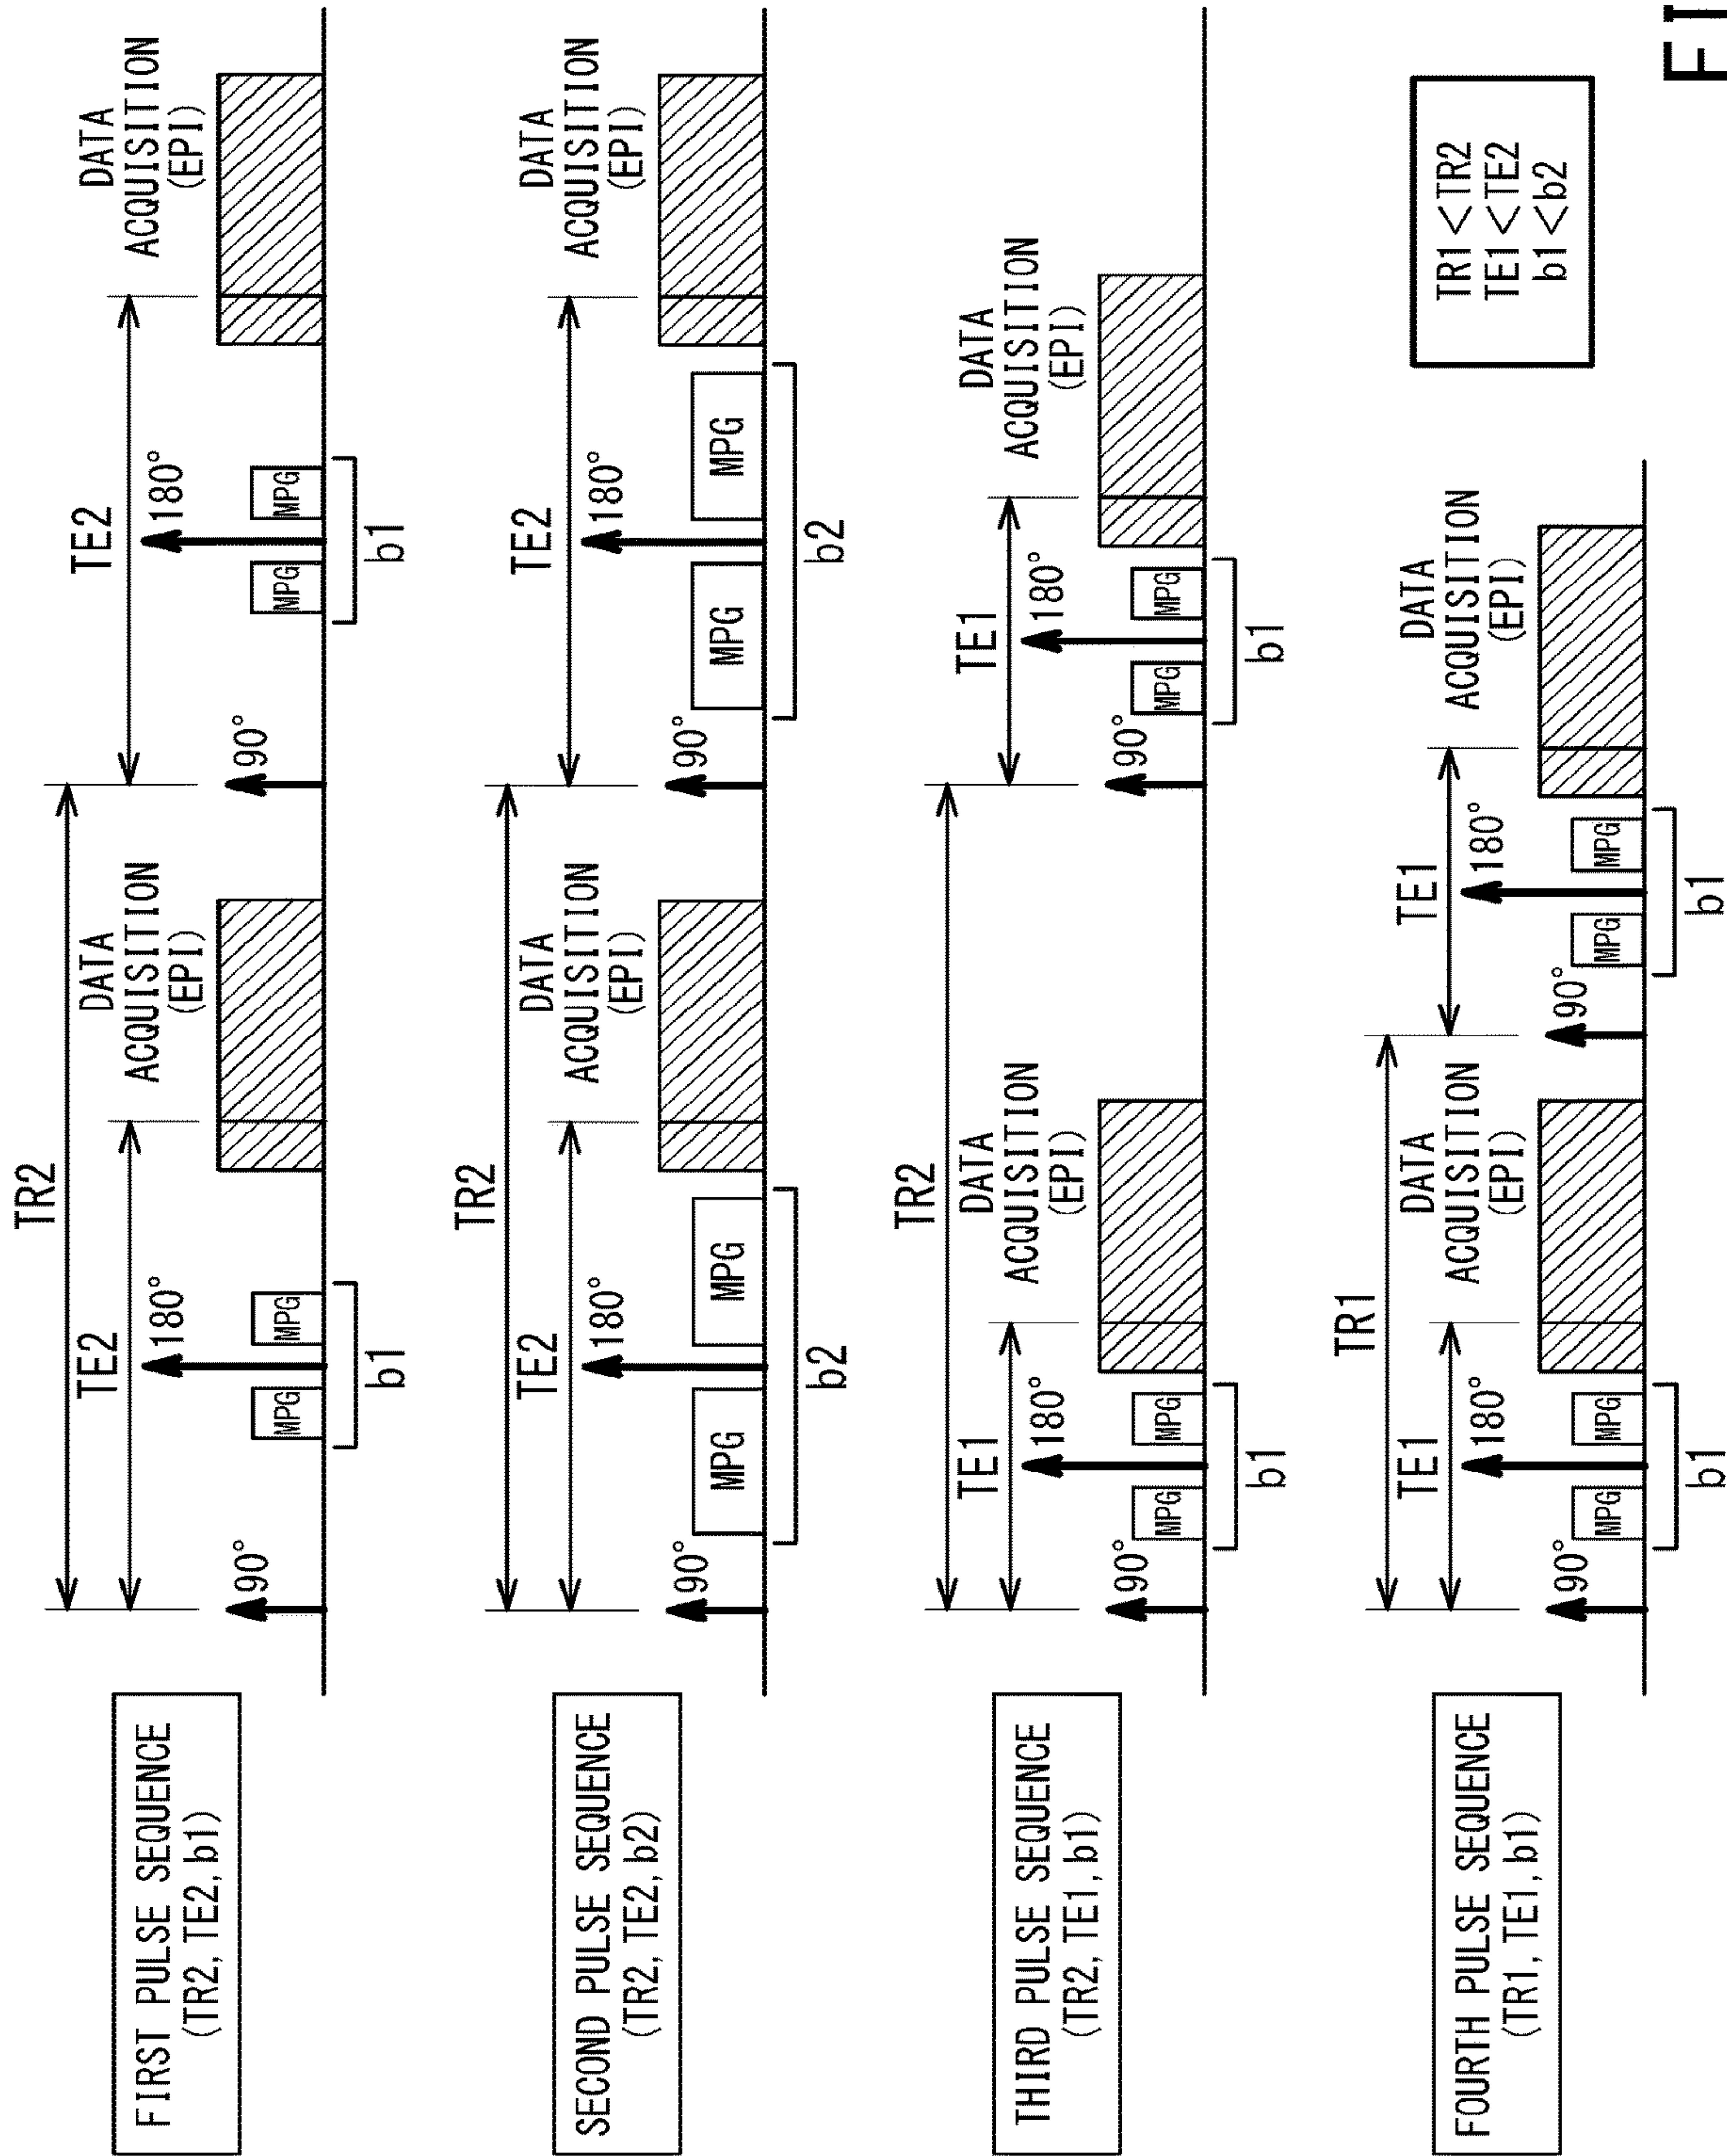 FIRST PULSE SEQUENCE
(TR2, TE2, b1)
TR2
TE2
TE2
90°
180°
MPG
MPG
b1
DATA
ACQUISITION
(EPI)
90°
180°
MPG
MPG
b1
DATA
ACQUISITION
(EPI)
SECOND PULSE SEQUENCE
(TR2, TE2, b2)
TR2
TE2
TE2
90°
180°
MPG
MPG
b2
DATA
ACQUISITION
(EPI)
90°
180°
MPG
MPG
b2
DATA
ACQUISITION
(EPI)
THIRD PULSE SEQUENCE
(TR2, TE1, b1)
TR2
TE1
TE1
90°
180°
MPG
MPG
b1
DATA
ACQUISITION
(EPI)
90°
180°
MPG
MPG
b1
DATA
ACQUISITION
(EPI)
FOURTH PULSE SEQUENCE
(TR1, TE1, b1)
TR1
TE1
TE1
90°
180°
MPG
MPG
b1
DATA
ACQUISITION
(EPI)
90°
180°
MPG
MPG
b1
DATA
ACQUISITION
(EPI)
TR1<TR2
TE1<TE2
b1<b2